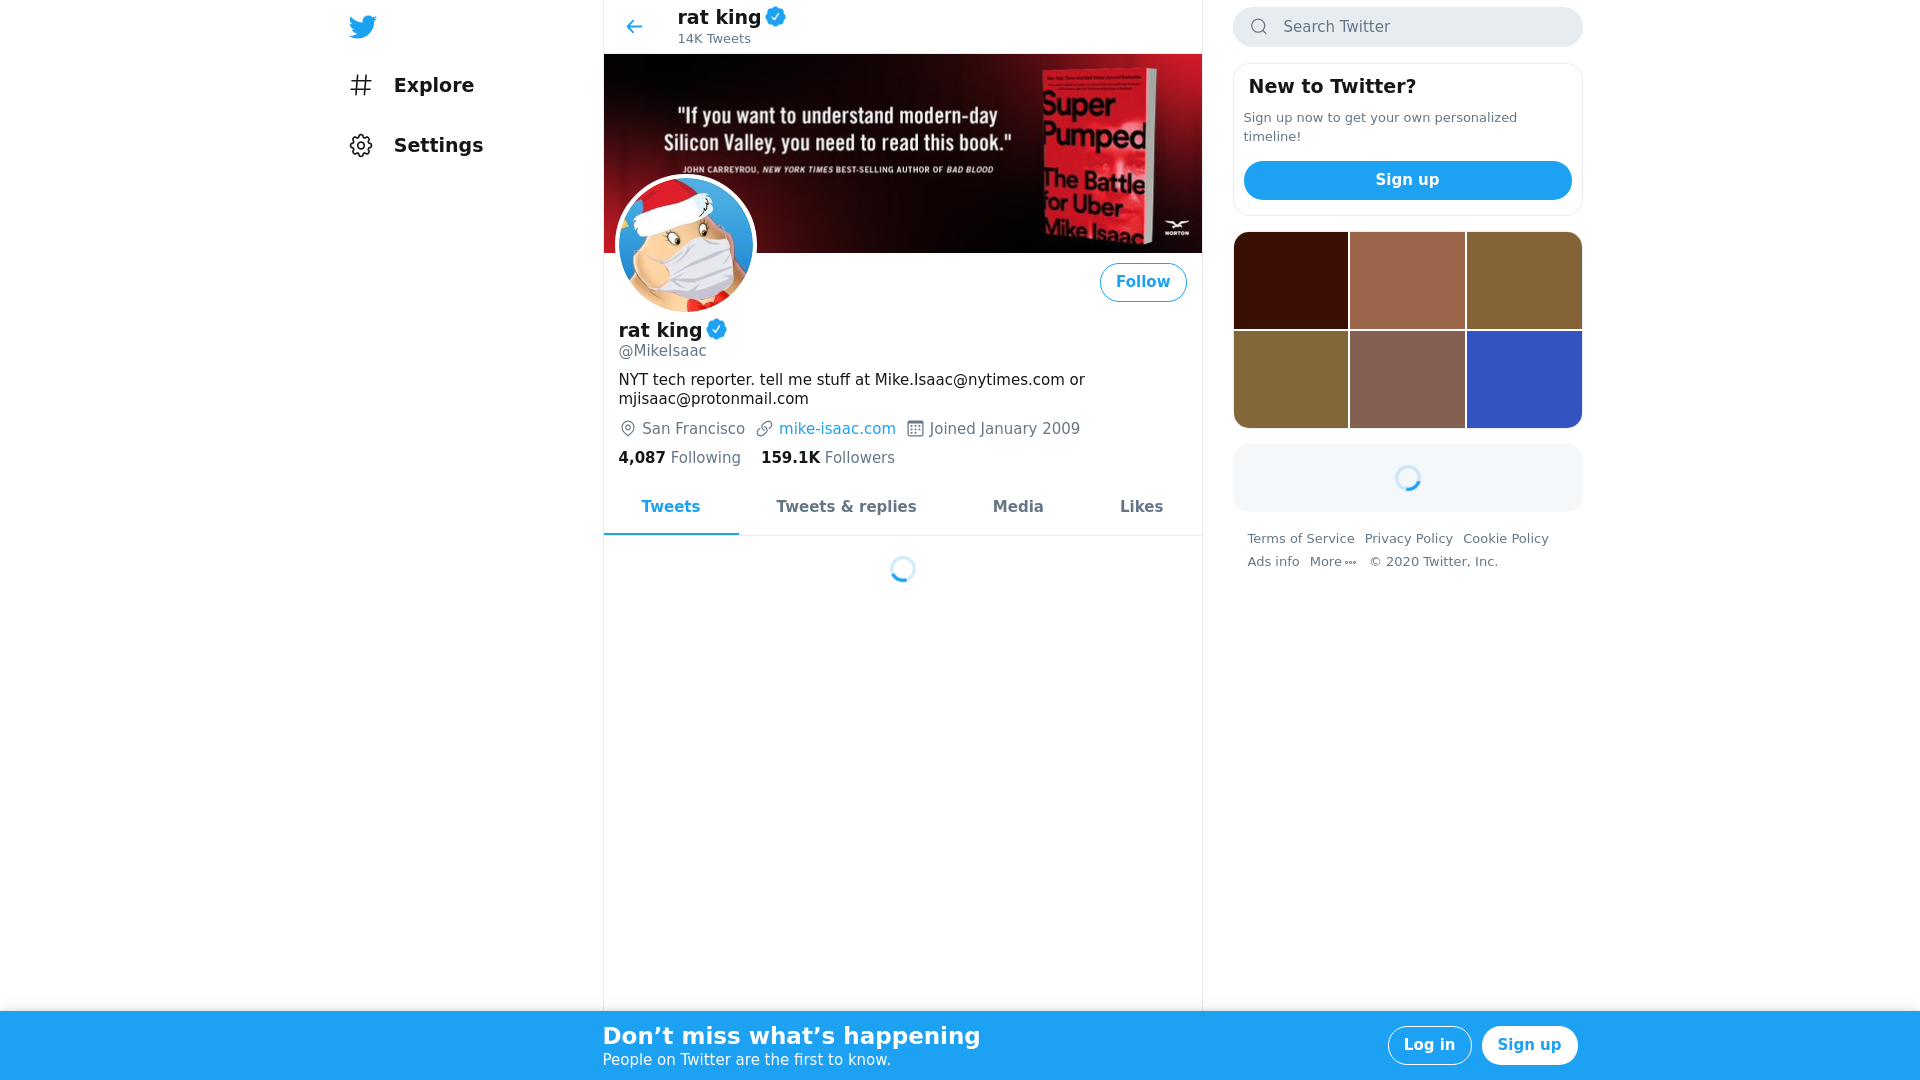 Explore
Settings
rat king
14K Tweets
"If you want to understand modern-day
Silicon Valley, you need to read this book."
JOHN CARREYROU, NEW YORK TIMES BEST-SELLING AUTHOR OF BAD BLOOD
Super
Pumped
The Battle
for Uber
Mike Isaac
NORTON
Follow
rat king
@MikeIsaac
NYT tech reporter. tell me stuff at Mike.Isaac@nytimes.com or
mjisaac@protonmail.com
San Francisco mike-isaac.com Joined January 2009
4,087 Following 159.1K Followers
Tweets Tweets & replies Media Likes
Search Twitter
New to Twitter?
Sign up now to get your own personalized
timeline!
Sign up
Terms of Service Privacy Policy Cookie Policy
Ads info More © 2020 Twitter, Inc.
Don’t miss what’s happening
People on Twitter are the first to know.
Log in Sign up